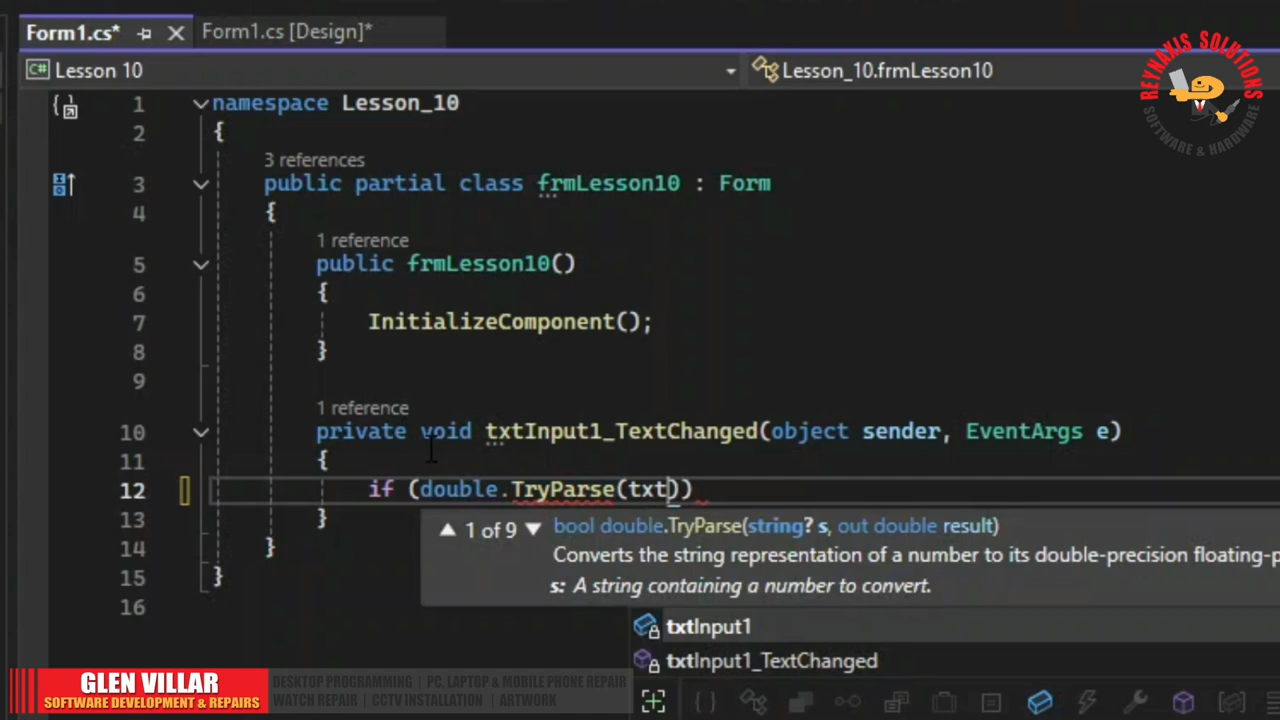 Form1.cs*
Form1.cs [Design]*
C# Lesson 10
Lesson_10.frmLesson10
REYNAXIS SOLUTIONS
SOFTWARE & HARDWARE
1 namespace Lesson_10
2 {
3 references
3 public partial class frmLesson10 : Form
4 {
1 reference
5 public frmLesson10()
6 {
7 InitializeComponent();
8 }
9
1 reference
10 private void txtInput1_TextChanged(object sender, EventArgs e)
11 {
12 if (double.TryParse(txt))
13 }
14 }
15 }
16
1 of 9 bool double.TryParse(string? s, out double result)
Converts the string representation of a number to its double-precision floating-p
s: A string containing a number to convert.
txtInput1
txtInput1_TextChanged
GLEN VILLAR
SOFTWARE DEVELOPMENT & REPAIRS
DESKTOP PROGRAMMING | PC, LAPTOP & MOBILE PHONE REPAIR
WATCH REPAIR | CCTV INSTALLATION | ARTWORK